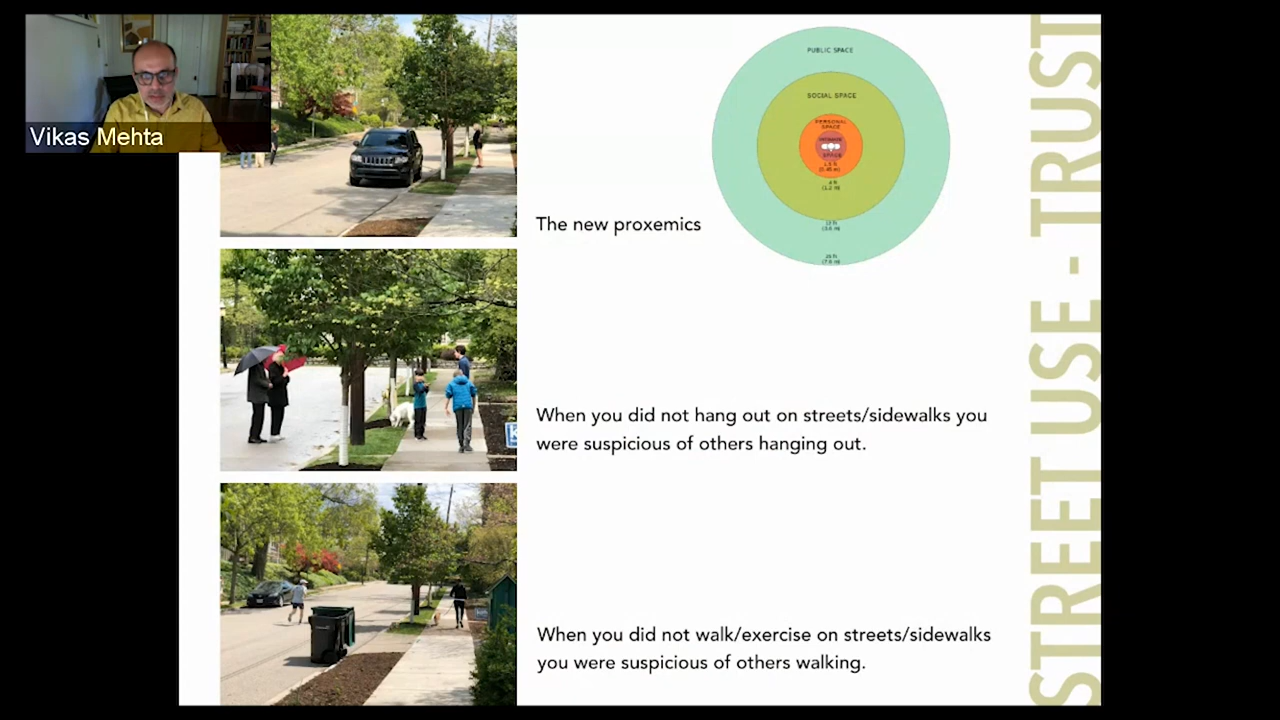 Vikas Mehta
PUBLIC SPACE
SOCIAL SPACE
PERSONAL
SPACE
SPACE
The new proxemics
When you did not hang out on streets/sidewalks you
were suspicious of others hanging out.
When you did not walk/exercise on streets/sidewalks
you were suspicious of others walking.
STREET USE - TRUST